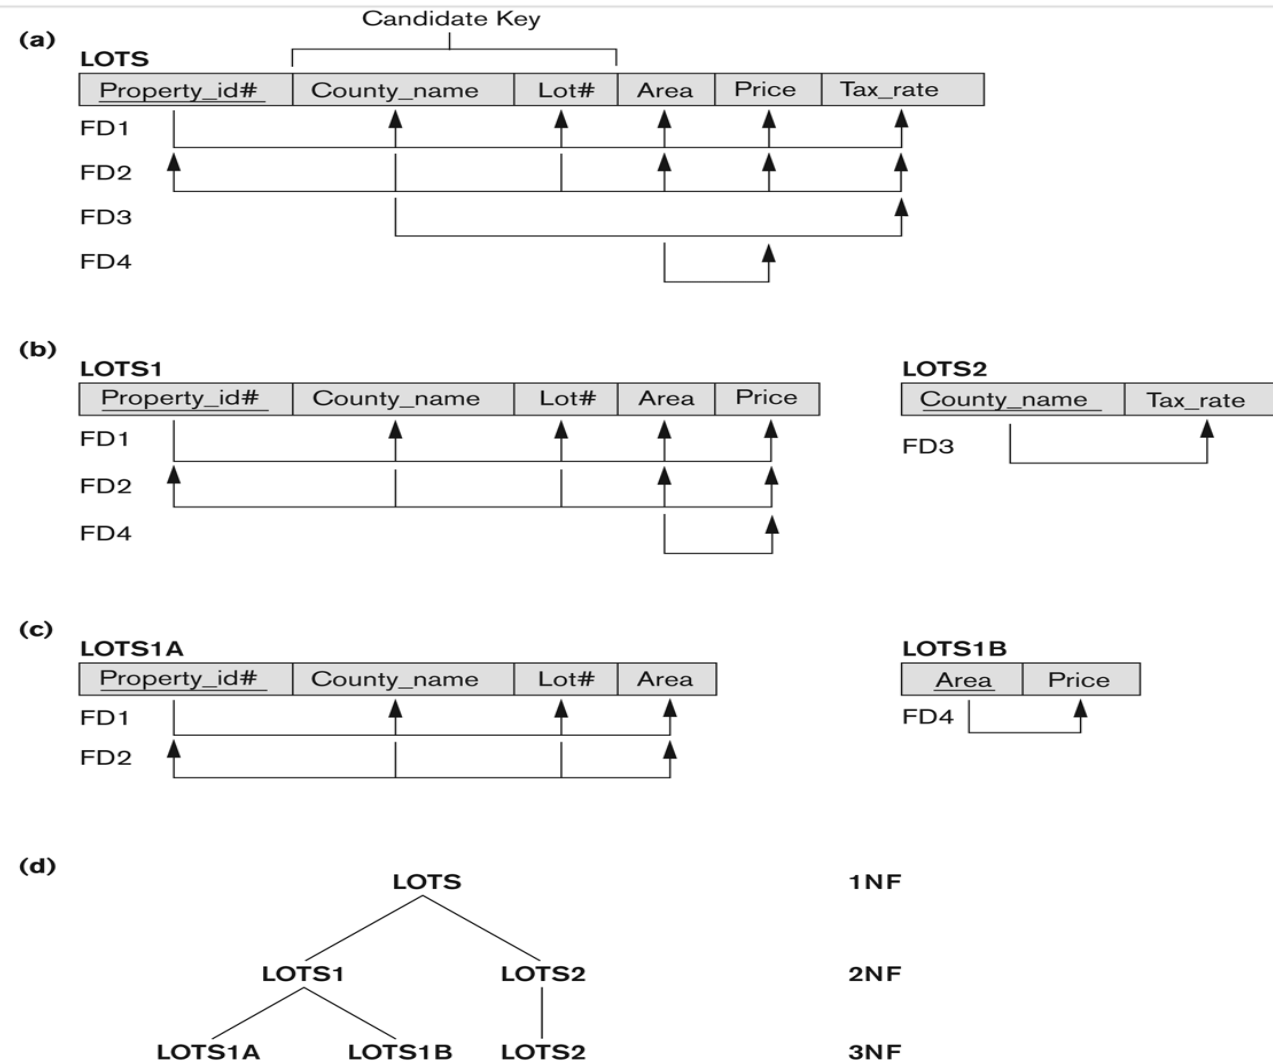 Candidate Key
(a)
LOTS
Property_id# County_name Lot# Area Price Tax_rate
FD1
FD2
FD3
FD4
(b)
LOTS1 LOTS2
Property_id# County_name Lot# Area Price County_name Tax_rate
FD1 FD3
FD2
FD4
(c)
LOTS1A LOTS1B
Property_id# County_name Lot# Area Area Price
FD1 FD4
FD2
(d)
LOTS 1NF
LOTS1 LOTS2 2NF
LOTS1A LOTS1B LOTS2 3NF